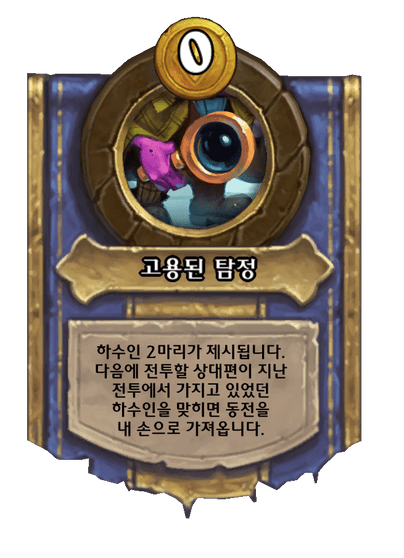 0
고용된 탐정
하수인 2마리가 제시됩니다.
다음에 전투할 상대편이 지난
전투에서 가지고 있었던
하수인을 맞히면 동전을
내 손으로 가져옵니다.